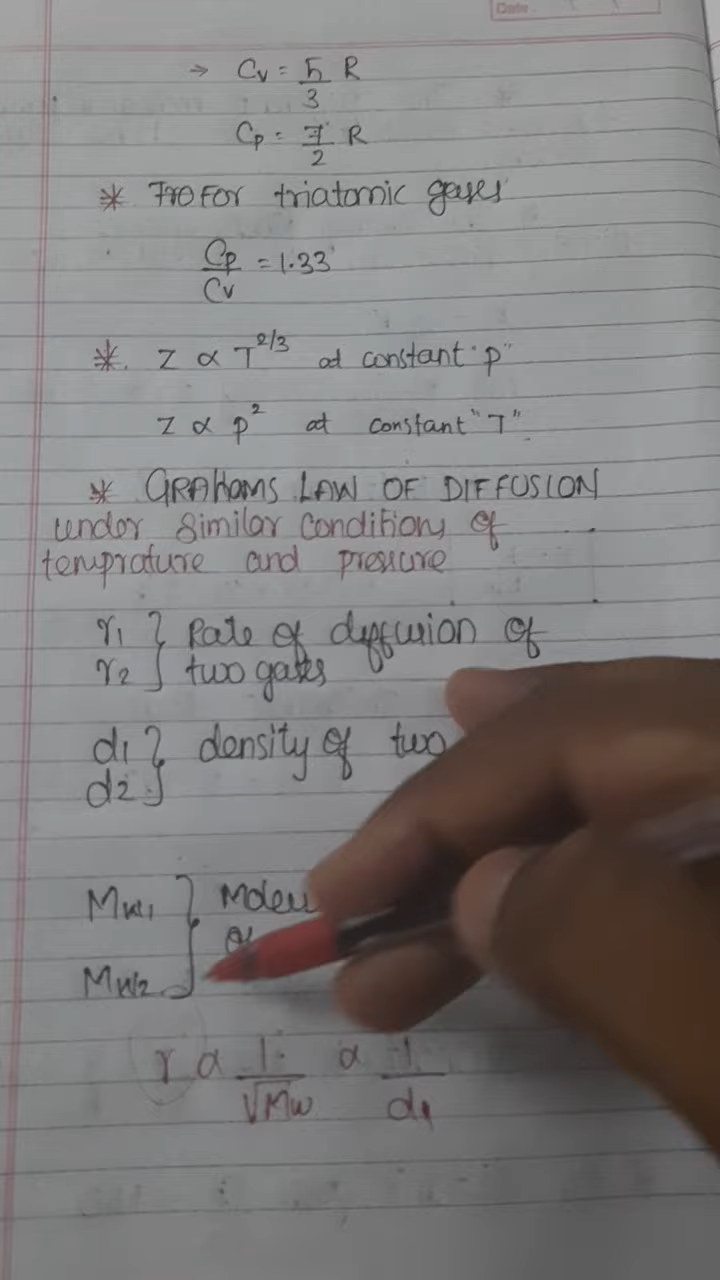 Date.
→ Cv = 5/3 R
Cp = 7/2 R
* For triatomic gases
Cp/Cv = 1.33
*. Z ∝ T^2/3 at constant "p"
Z ∝ p^2 at constant "T"
* GRAHAMS LAW OF DIFFUSION
under similar conditions of
temprature and pressure
r1 } Rate of diffusion of
r2 } two gases
d1 } density of two
d2 }
Mw1 }
Mw2 }
r ∝ 1/√Mw ∝ 1/d1